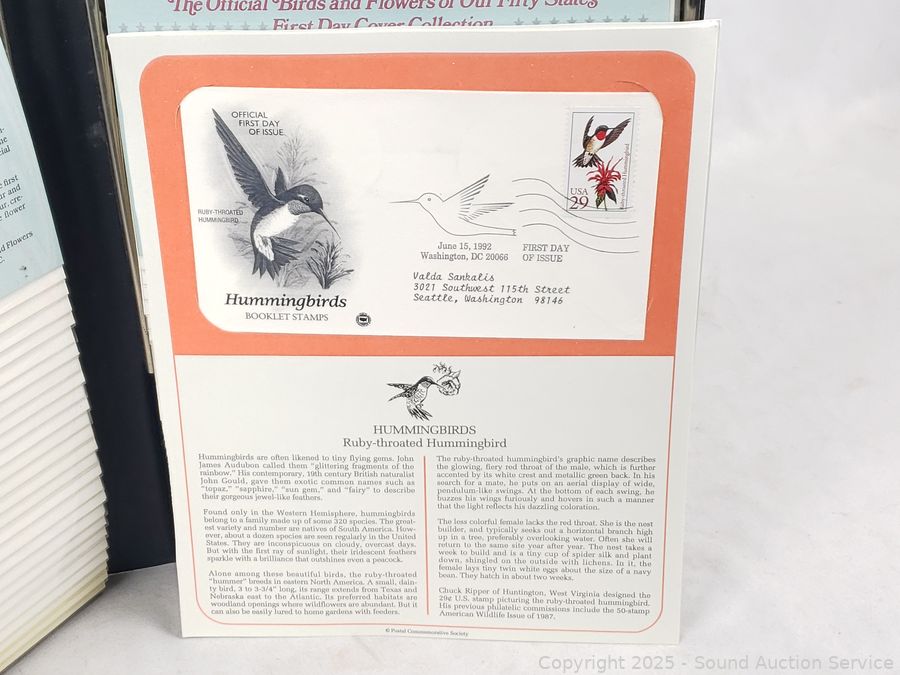 The Official Birds and Flowers of Our Fifty States
First Day Cover Collection
OFFICIAL
FIRST DAY
OF ISSUE
RUBY-THROATED
HUMMINGBIRD
Hummingbirds
BOOKLET STAMPS
USA
29
Ruby-throated Hummingbird
June 15, 1992
Washington, DC 20066
FIRST DAY
OF ISSUE
Valda Sankalis
3021 Southwest 115th Street
Seattle, Washington 98146
HUMMINGBIRDS
Ruby-throated Hummingbird
Hummingbirds are often likened to tiny flying gems. John
James Audubon called them “glittering fragments of the
rainbow.” His contemporary, 19th century British naturalist
John Gould, gave them exotic common names such as
“topaz,” “sapphire,” “sun gem,” and “fairy” to describe
their gorgeous jewel-like feathers.
Found only in the Western Hemisphere, hummingbirds
belong to a family made up of some 320 species. The great-
est variety and number are natives of South America. How-
ever, about a dozen species are seen regularly in the United
States. They are inconspicuous on cloudy, overcast days.
But with the first ray of sunlight, their iridescent feathers
sparkle with a brilliance that outshines even a peacock.
Alone among these beautiful birds, the ruby-throated
“hummer” breeds in eastern North America. A small, dain-
ty bird, 3 to 3-3/4" long, its range extends from Texas and
Nebraska east to the Atlantic. Its preferred habitats are
woodland openings where wildflowers are abundant. But it
can also be easily lured to home gardens with feeders.
The ruby-throated hummingbird's graphic name describes
the glowing, fiery red throat of the male, which is further
accented by its white crest and metallic green back. In his
search for a mate, he puts on an aerial display of wide,
pendulum-like swings. At the bottom of each swing, he
buzzes his wings furiously and hovers in such a manner
that the light reflects his dazzling coloration.
The less colorful female lacks the red throat. She is the nest
builder, and typically seeks out a horizontal branch high
up in a tree, preferably overlooking water. Often she will
return to the same site year after year. The nest takes a
week to build and is a tiny cup of spider silk and plant
down, shingled on the outside with lichens. In it, the
female lays tiny twin white eggs about the size of a navy
bean. They hatch in about two weeks.
Chuck Ripper of Huntington, West Virginia designed the
29¢ U.S. stamp picturing the ruby-throated hummingbird.
His previous philatelic commissions include the 50-stamp
American Wildlife Issue of 1987.
© Postal Commemorative Society
Copyright 2025 - Sound Auction Service